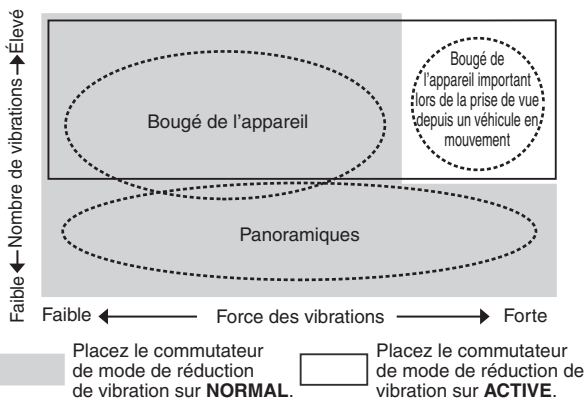 Faible ← Nombre de vibrations → Élevé
Bougé de l'appareil
Bougé de
l'appareil important
lors de la prise de vue
depuis un véhicule en
mouvement
Panoramiques
Faible ← Force des vibrations → Forte
Placez le commutateur
de mode de réduction
de vibration sur NORMAL.
Placez le commutateur
de mode de réduction de
vibration sur ACTIVE.